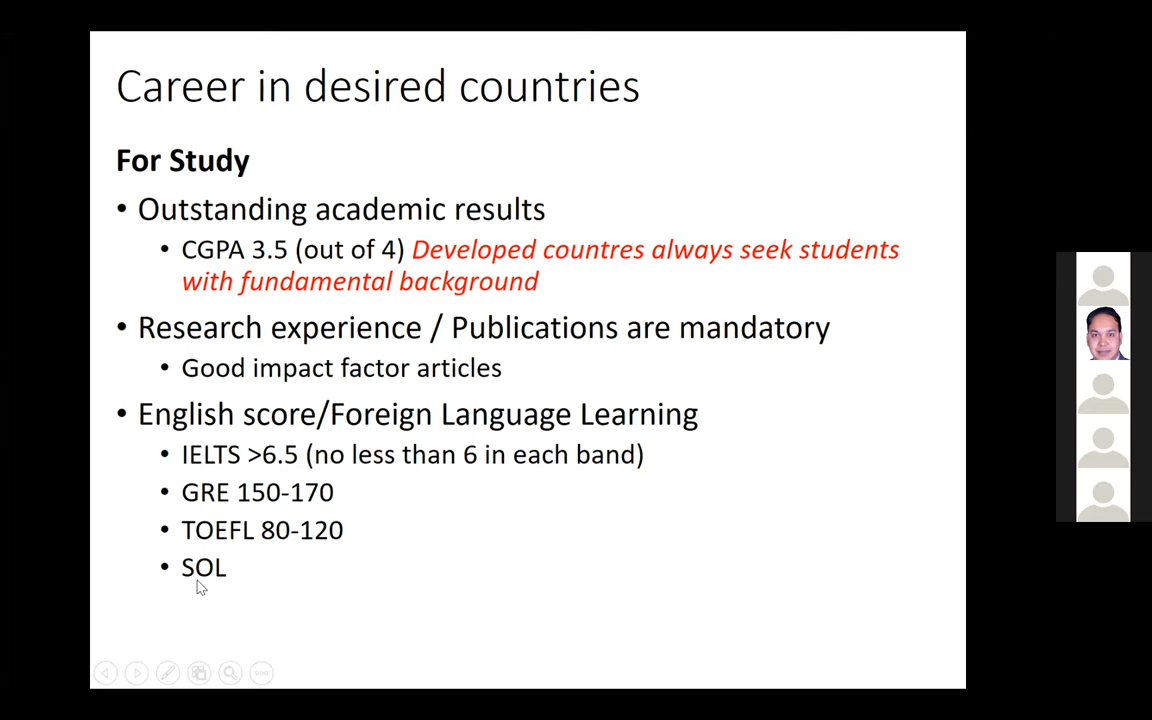 Career in desired countries
For Study
• Outstanding academic results
• CGPA 3.5 (out of 4) Developed countres always seek students
with fundamental background
• Research experience / Publications are mandatory
• Good impact factor articles
• English score/Foreign Language Learning
• IELTS >6.5 (no less than 6 in each band)
• GRE 150-170
• TOEFL 80-120
• SOL